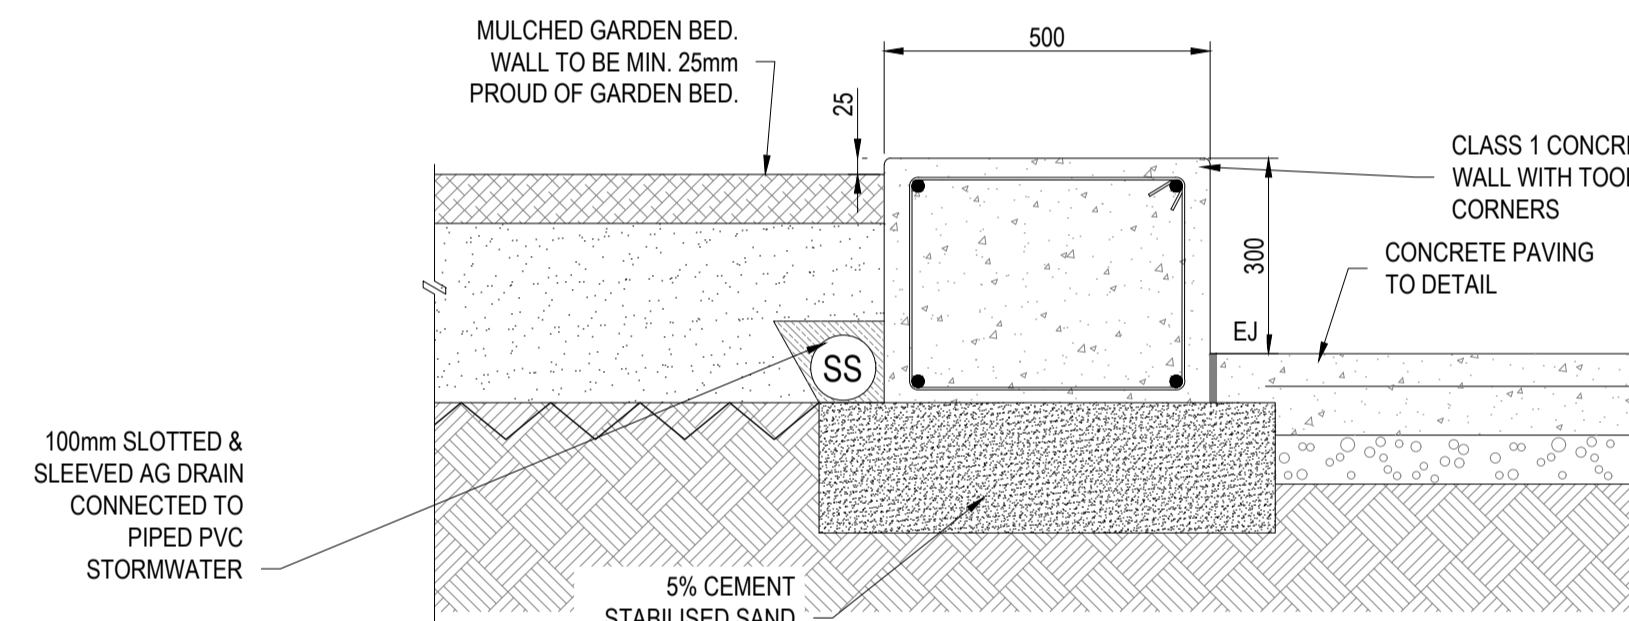 MULCHED GARDEN BED.
WALL TO BE MIN. 25mm
PROUD OF GARDEN BED.
500
25
CLASS 1
WALL WITH
CORNERS
300
CONCRETE PAVING
TO DETAIL
EJ
SS
100mm SLOTTED &
SLEEVED AG DRAIN
CONNECTED TO
PIPED PVC
STORMWATER
5% CEMENT
STABILISED SAND